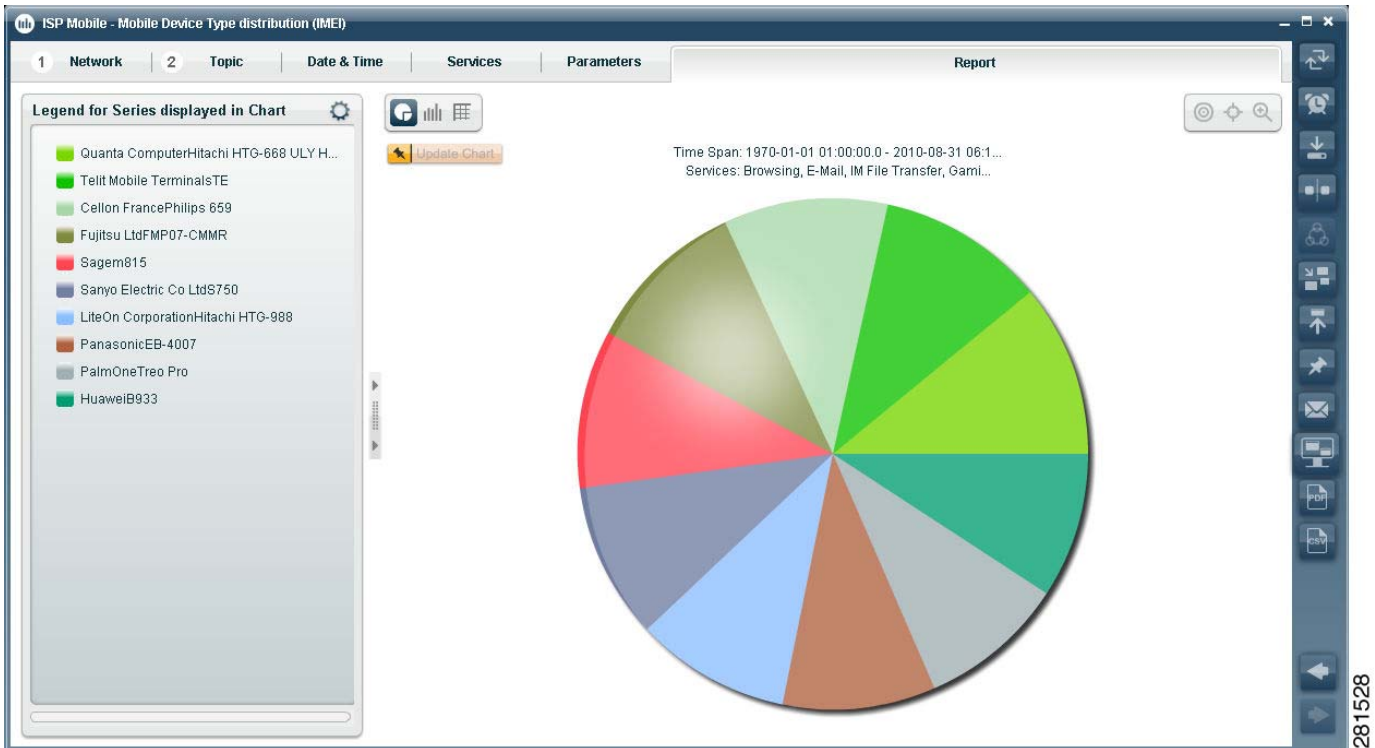 ISP Mobile - Mobile Device Type distribution (IMEI)
1 Network 2 Topic Date & Time Services Parameters Report
Legend for Series displayed in Chart
Quanta ComputerHitachi HTG-668 ULY H...
Telit Mobile TerminalsTE
Cellon FrancePhilips 659
Fujitsu LtdFMP07-CMMR
Sagem815
Sanyo Electric Co LtdS750
LiteOn CorporationHitachi HTG-988
PanasonicEB-4007
PalmOneTreo Pro
HuaweiB933
Update Chart
Time Span: 1970-01-01 01:00:00.0 - 2010-08-31 06:1...
Services: Browsing, E-Mail, IM File Transfer, Gami...
PDF
CSV
281528